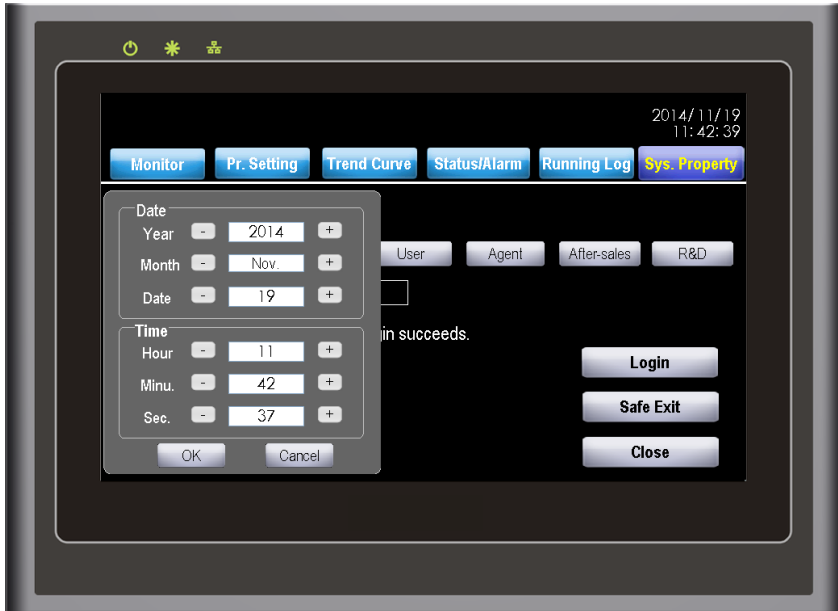 2014/11/19
11:42:39
Monitor Pr. Setting Trend Curve Status/Alarm Running Log Sys. Property
Date
Year - 2014 +
Month - Nov. +
Date - 19 +
Time
Hour - 11 +
Minu. - 42 +
Sec. - 37 +
OK Cancel
User Agent After-sales R&D
in succeeds.
Login
Safe Exit
Close